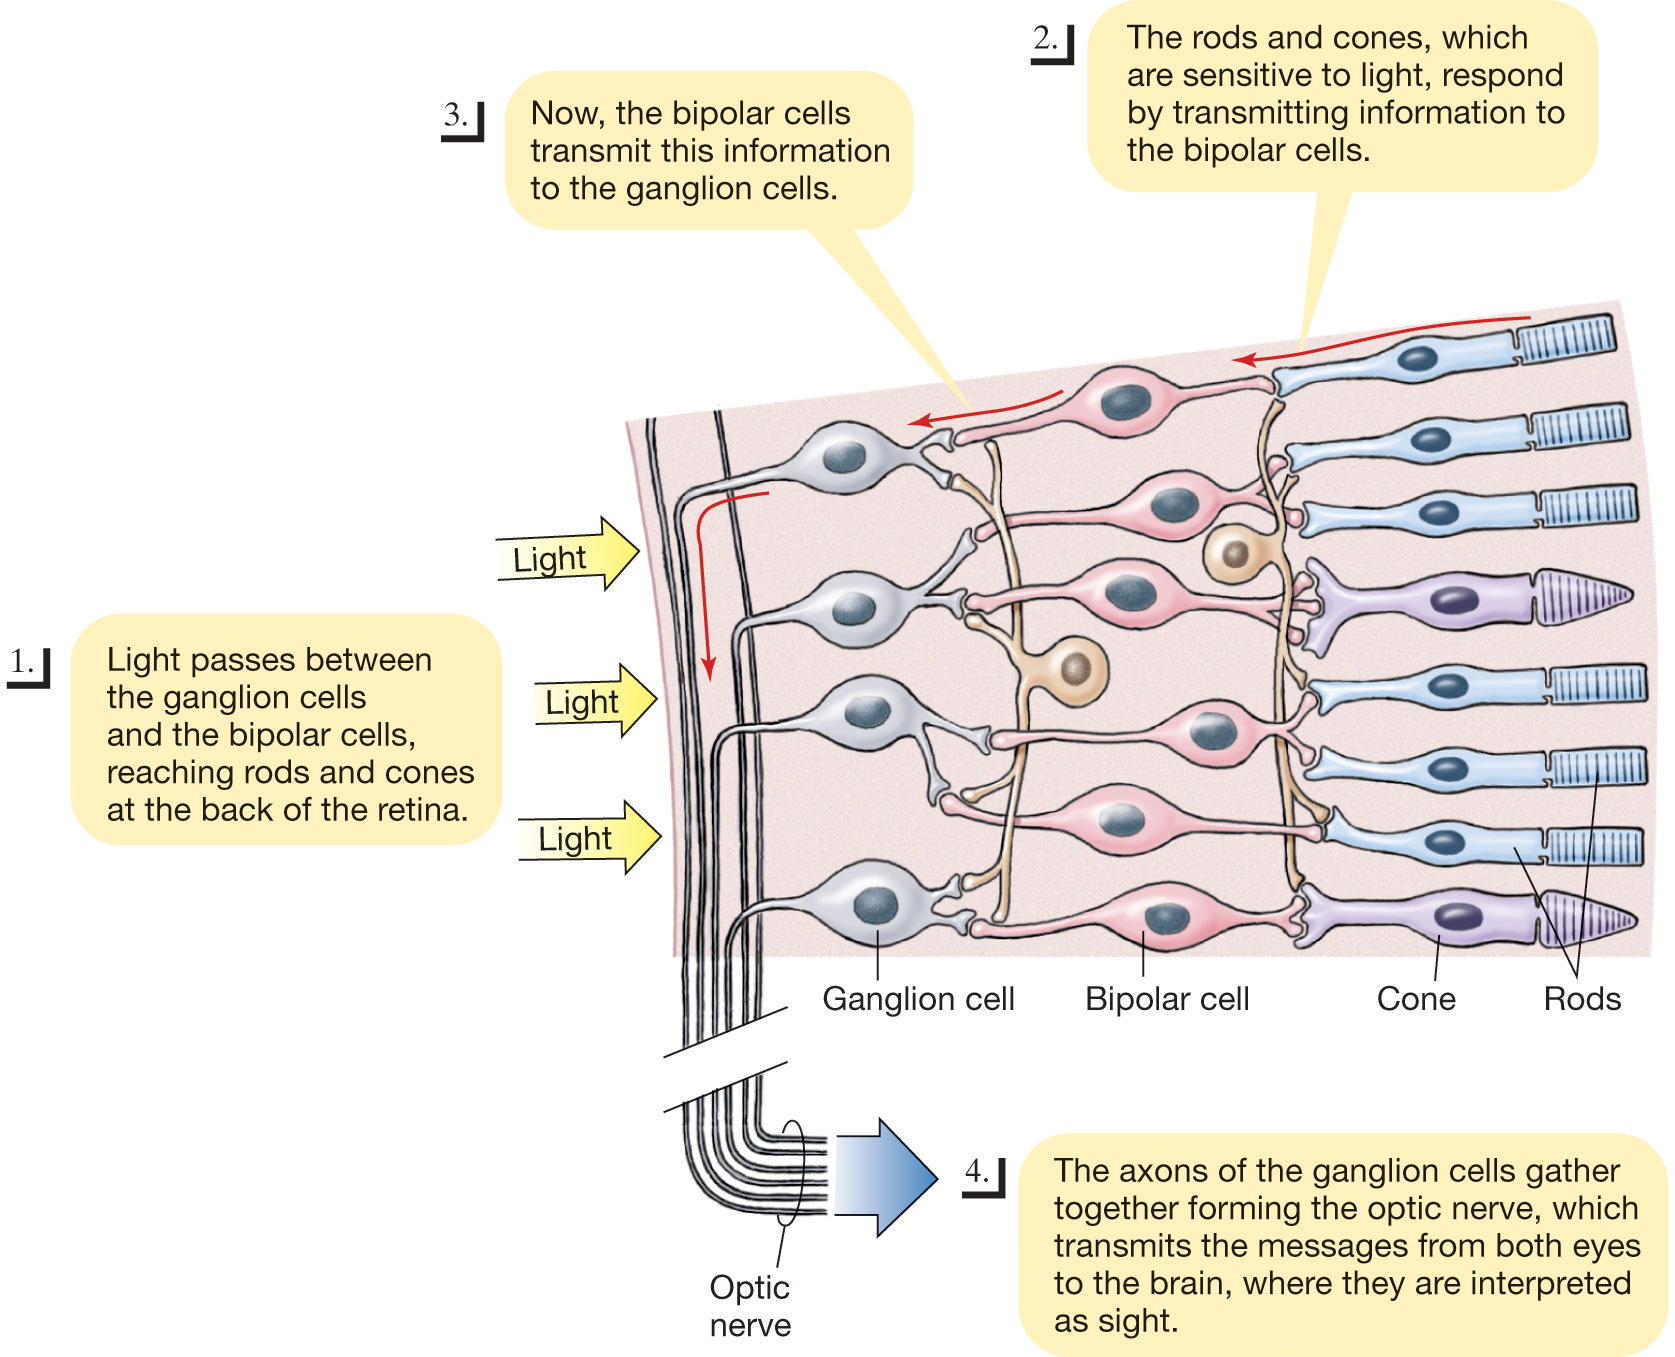 1.
Light passes between
the ganglion cells
and the bipolar cells,
reaching rods and cones
at the back of the retina.
2.
The rods and cones, which
are sensitive to light, respond
by transmitting information to
the bipolar cells.
3.
Now, the bipolar cells
transmit this information
to the ganglion cells.
Light
Light
Light
Ganglion cell
Bipolar cell
Cone
Rods
4.
The axons of the ganglion cells gather
together forming the optic nerve, which
transmits the messages from both eyes
to the brain, where they are interpreted
as sight.
Optic
nerve